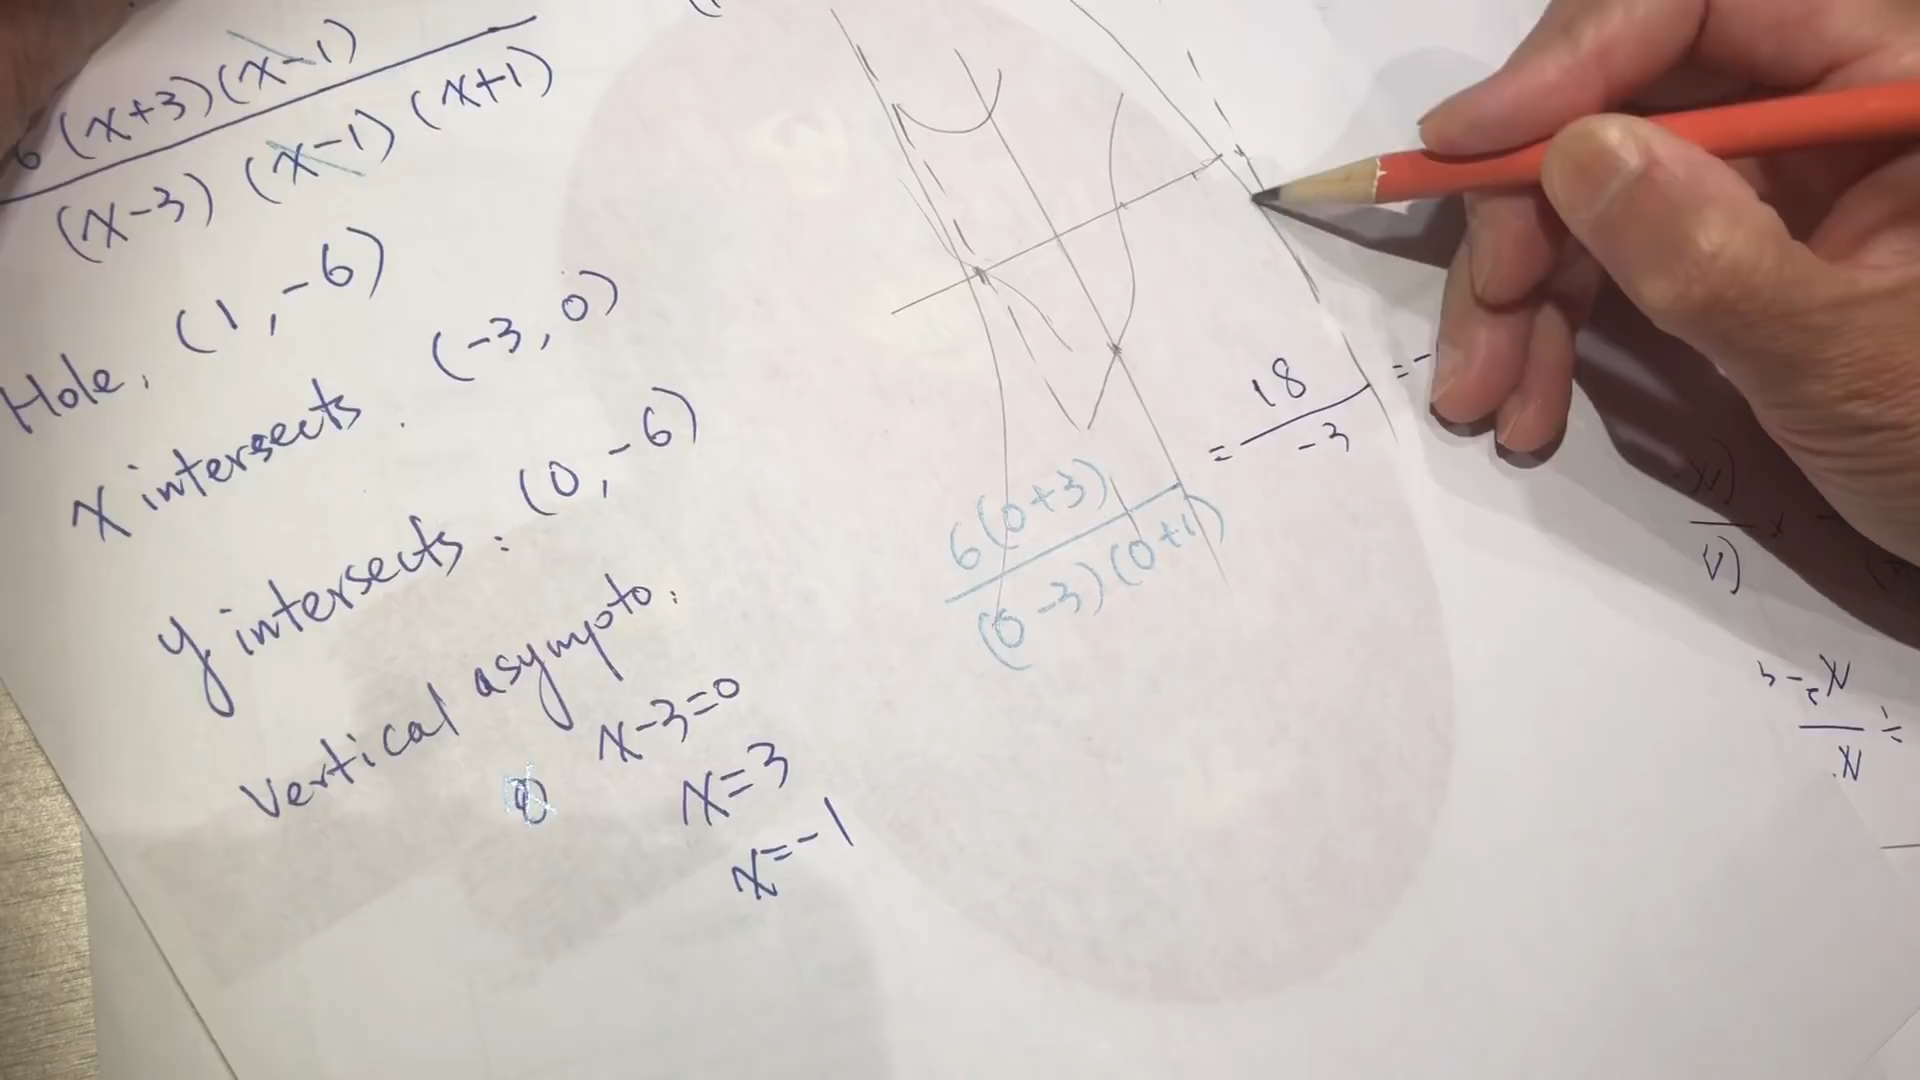 6(x+3)(x-1)
(x-3)(x-1)(x+1)
Hole. (1,-6)
X intersects. (-3,0)
y intersects: (0,-6)
Vertical asympto.
x-3=0
x=3
x=-1
6(0+3)
(0-3)(0+1)
= 18 = -
-3